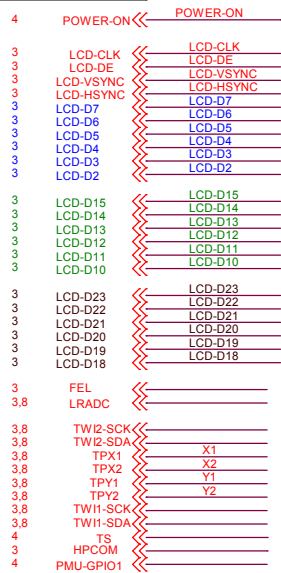 4 POWER-ON POWER-ON
3 LCD-CLK LCD-CLK
3 LCD-DE LCD-DE
3 LCD-VSYNC LCD-VSYNC
3 LCD-HSYNC LCD-HSYNC
3 LCD-D7 LCD-D7
3 LCD-D6 LCD-D6
3 LCD-D5 LCD-D5
3 LCD-D4 LCD-D4
3 LCD-D3 LCD-D3
3 LCD-D2 LCD-D2
3 LCD-D15 LCD-D15
3 LCD-D14 LCD-D14
3 LCD-D13 LCD-D13
3 LCD-D12 LCD-D12
3 LCD-D11 LCD-D11
3 LCD-D10 LCD-D10
3 LCD-D23 LCD-D23
3 LCD-D22 LCD-D22
3 LCD-D21 LCD-D21
3 LCD-D20 LCD-D20
3 LCD-D19 LCD-D19
3 LCD-D18 LCD-D18
3 FEL
3,8 LRADC
3,8 TWI2-SCK
3,8 TWI2-SDA
3,8 TPX1 X1
3,8 TPX2 X2
3,8 TPY1 Y1
3,8 TPY2 Y2
3,8 TWI1-SCK
3,8 TWI1-SDA
4 TS
3 HPCOM
4 PMU-GPIO1